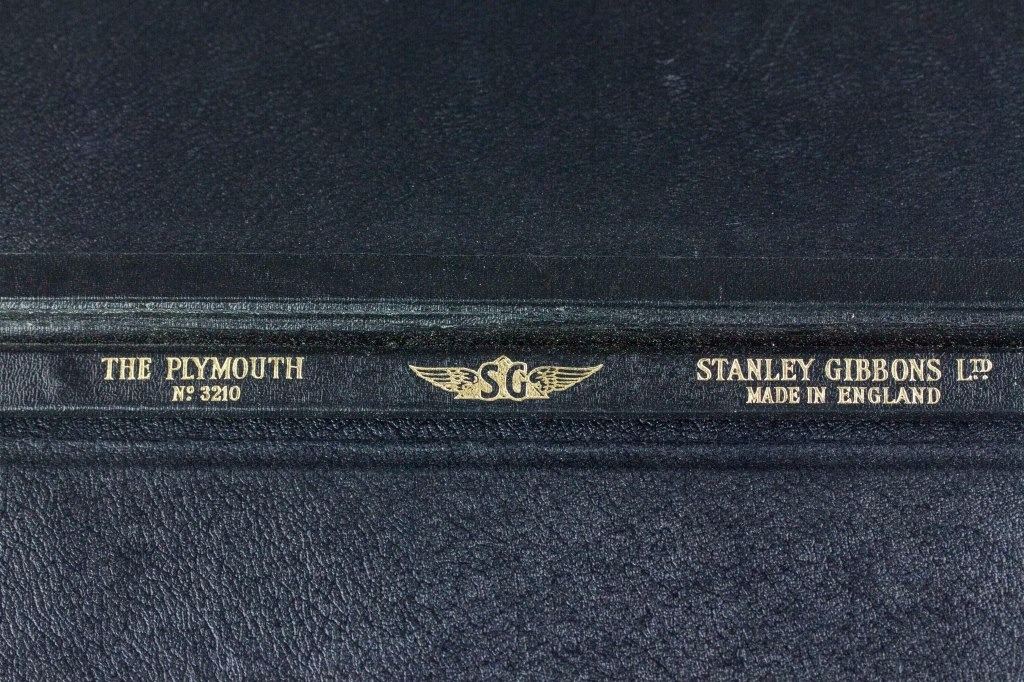 THE PLYMOUTH
Nº 3210
SG
STANLEY GIBBONS LTD
MADE IN ENGLAND